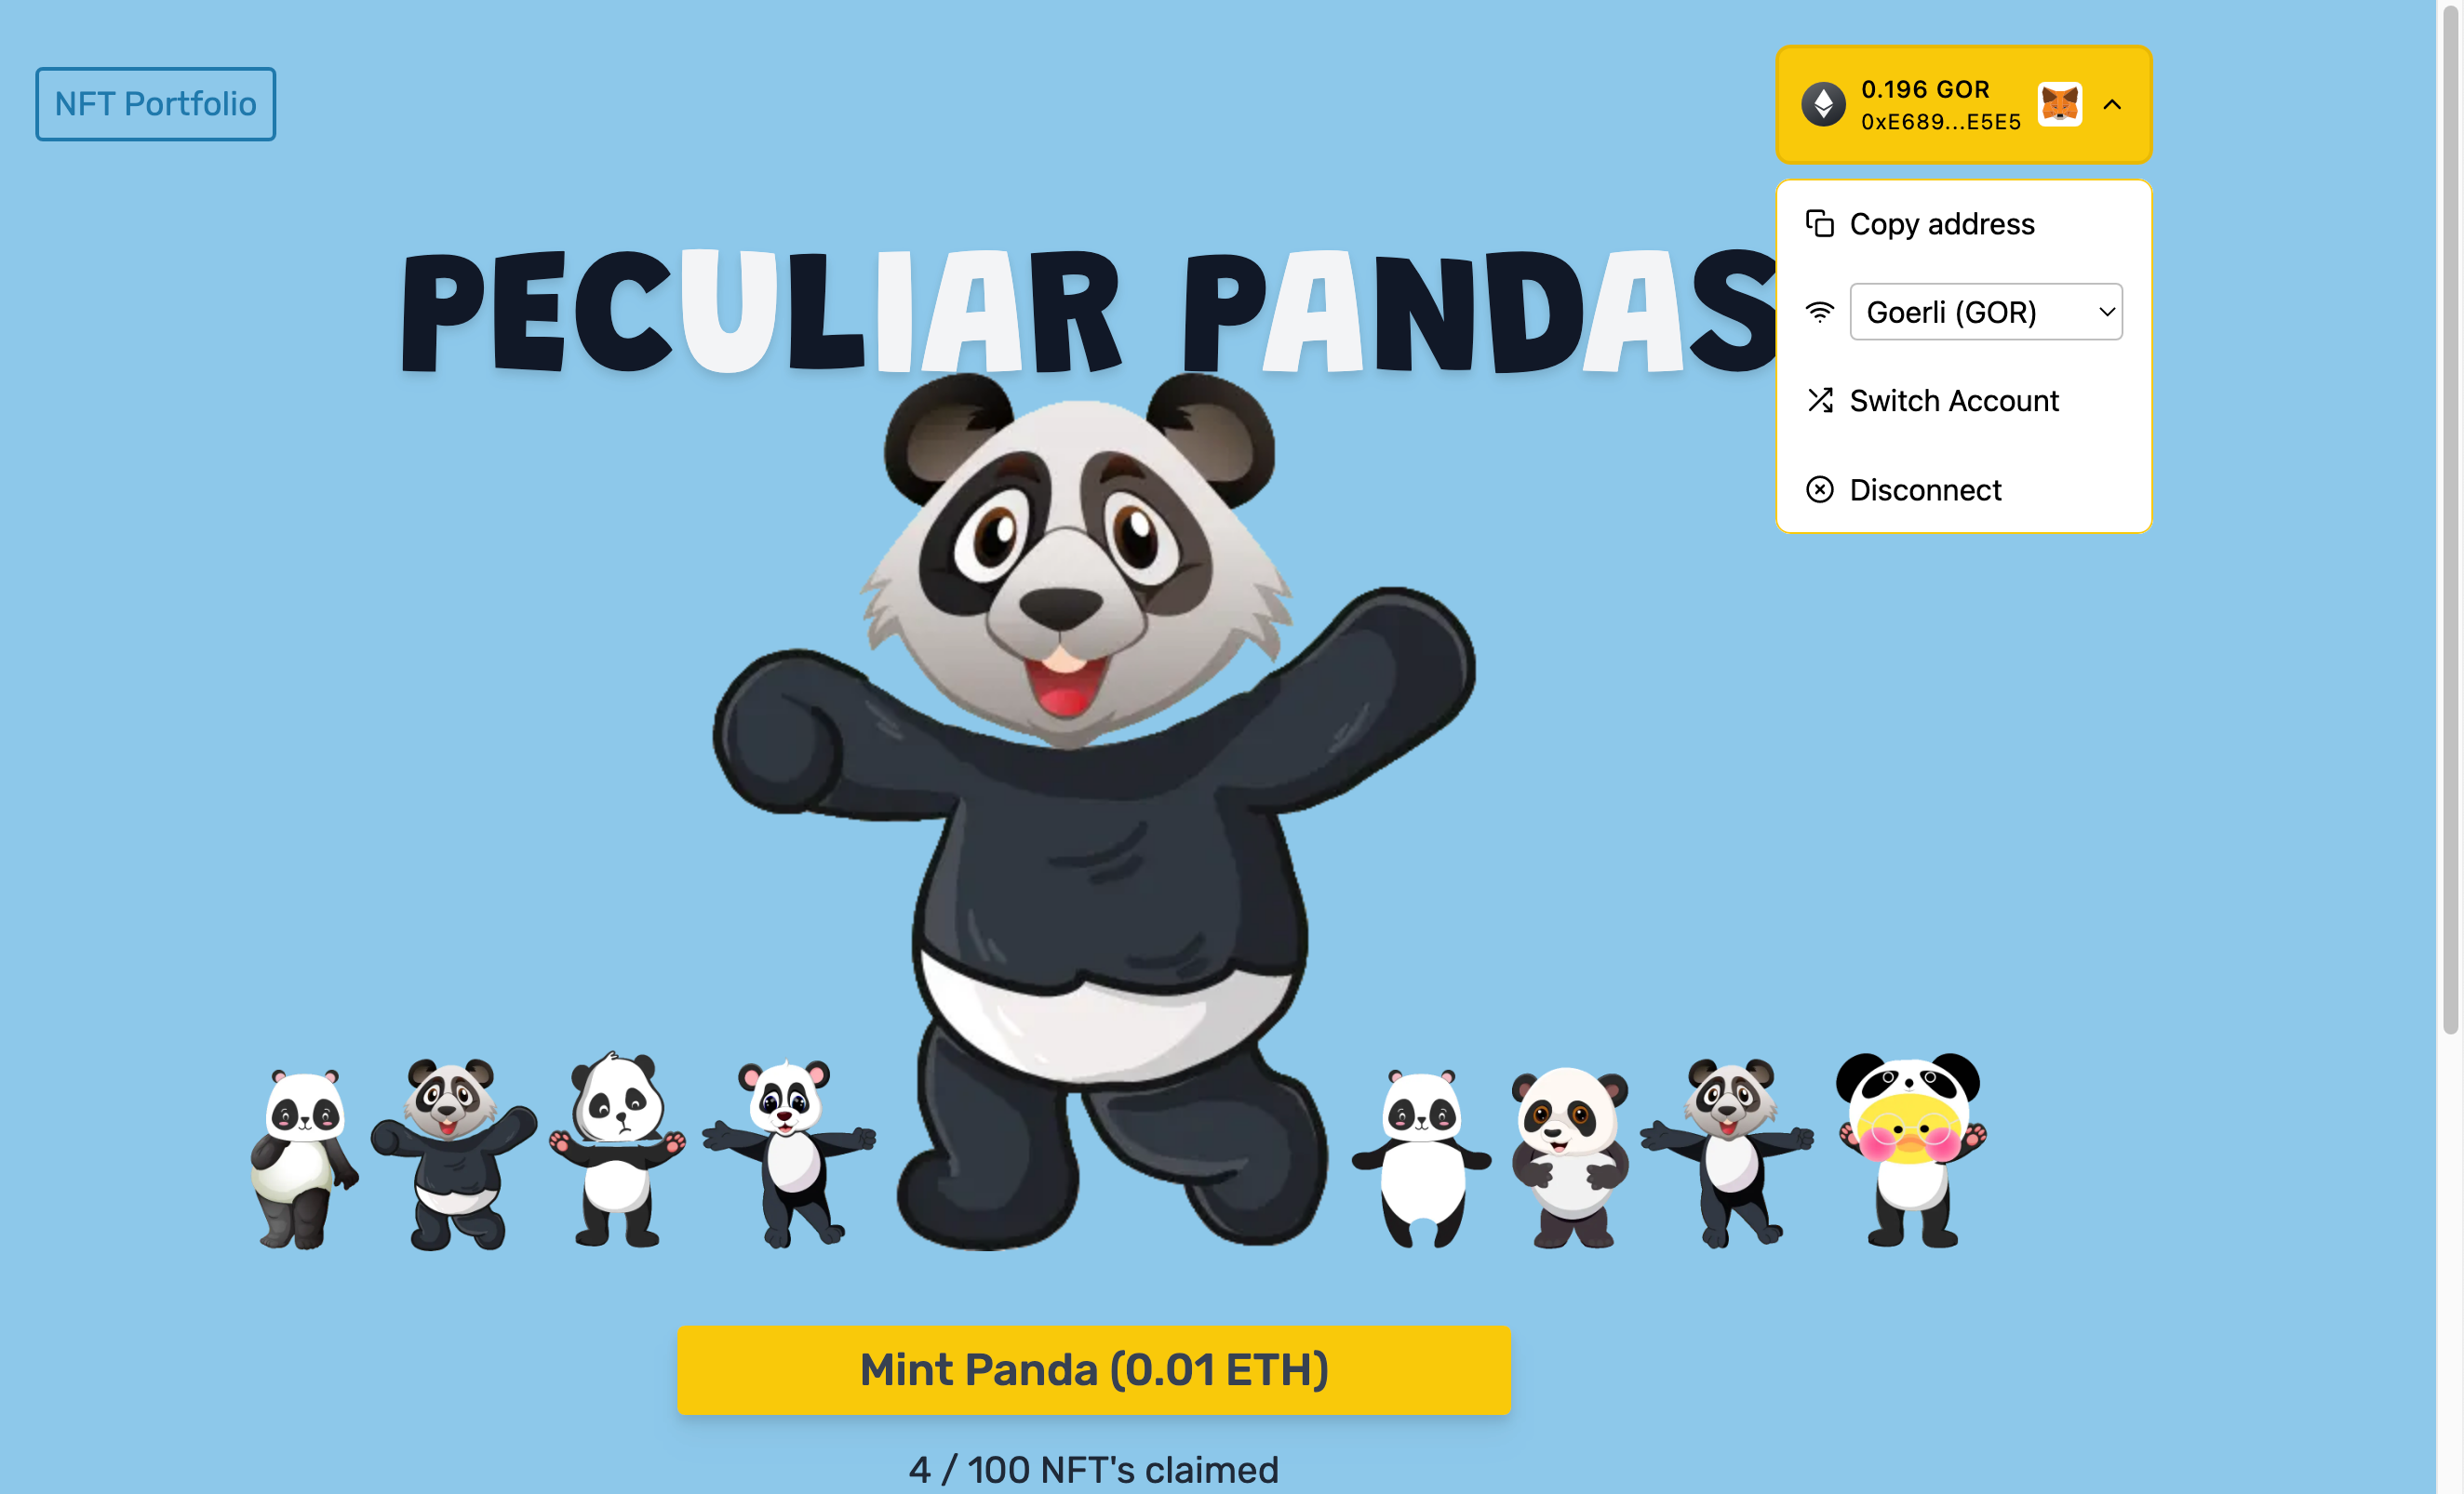 NFT Portfolio
0.196 GOR
0xE689...E5E5
Copy address
Goerli (GOR)
Switch Account
Disconnect
PECULIAR PANDAS
Mint Panda (0.01 ETH)
4 / 100 NFT's claimed